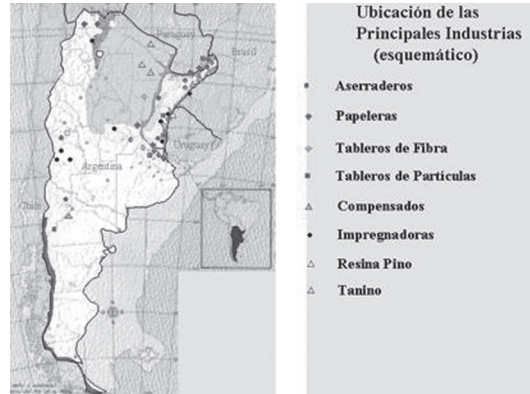 Ubicación de las
Principales Industrias
(esquemático)
Aserraderos
Papeleras
Tableros de Fibra
Tableros de Partículas
Compensados
Impregnadoras
Resina Pino
Tanino
Paraguay
Brasil
Uruguay
Argentina
Chile